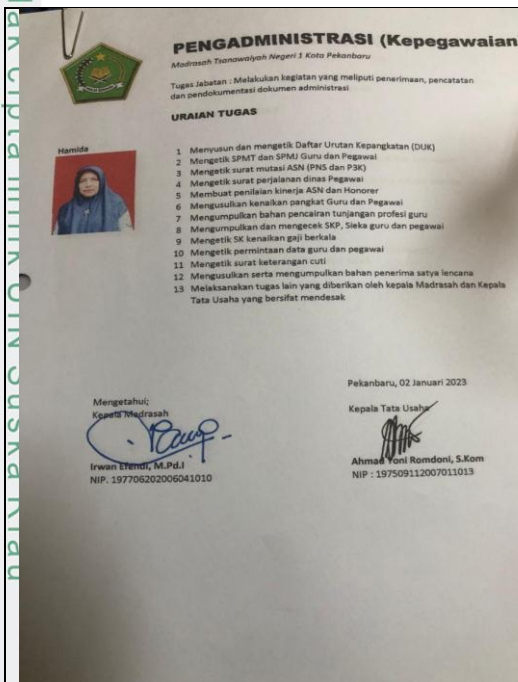 PENGADMINISTRASI (Kepegawaian
Madrasah Tsanawaiyah Negeri 1 Kota Pekanbaru
Tugas Jabatan : Melakukan kegiatan yang meliputi penerimaan, pencatatan
dan pendokumentasi dokumen administrasi
URAIAN TUGAS
Hamida
1 Menyusun dan mengetik Daftar Urutan Kepangkatan (DUK)
2 Mengetik SPMT dan SPMJ Guru dan Pegawai
3 Mengetik surat mutasi ASN (PNS dan P3K)
4 Mengetik surat perjalanan dinas Pegawai
5 Membuat penilaian kinerja ASN dan Honorer
6 Mengusulkan kenaikan pangkat Guru dan Pegawai
7 Mengumpulkan bahan pencairan tunjangan profesi guru
8 Mengumpulkan dan mengecek SKP, Sieka guru dan pegawai
9 Mengetik SK kenaikan gaji berkala
10 Mengetik permintaan data guru dan pegawai
11 Mengetik surat keterangan cuti
12 Mengusulkan serta mengumpulkan bahan penerima satya lencana
13 Melaksanakan tugas lain yang diberikan oleh kepala Madrasah dan Kepala
Tata Usaha yang bersifat mendesak
Pekanbaru, 02 Januari 2023
Mengetahui;
Kepala Madrasah
Kepala Tata Usaha
Irwan Efendi, M.Pd.I
NIP. 197706202006041010
Ahmad Yoni Romdoni, S.Kom
NIP : 197509112007011013
lak cipta milik UIN Suska Riau